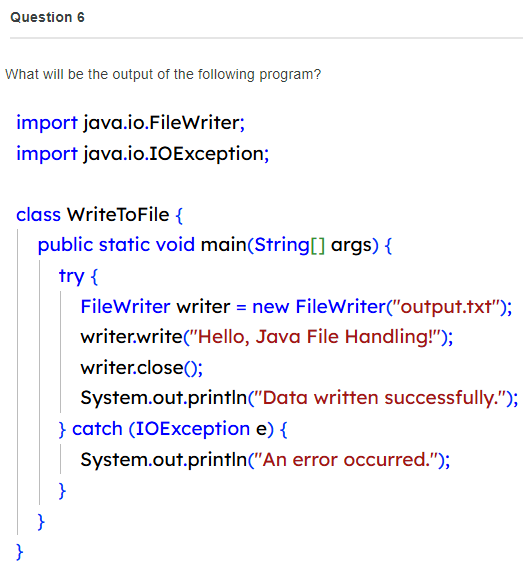 Question 6
What will be the output of the following program?
import java.io.FileWriter;
import java.io.IOException;
class WriteToFile {
public static void main(String[] args) {
try {
FileWriter writer = new FileWriter("output.txt");
writer.write("Hello, Java File Handling!");
writer.close();
System.out.println("Data written successfully.");
} catch (IOException e) {
System.out.println("An error occurred.");
}
}
}